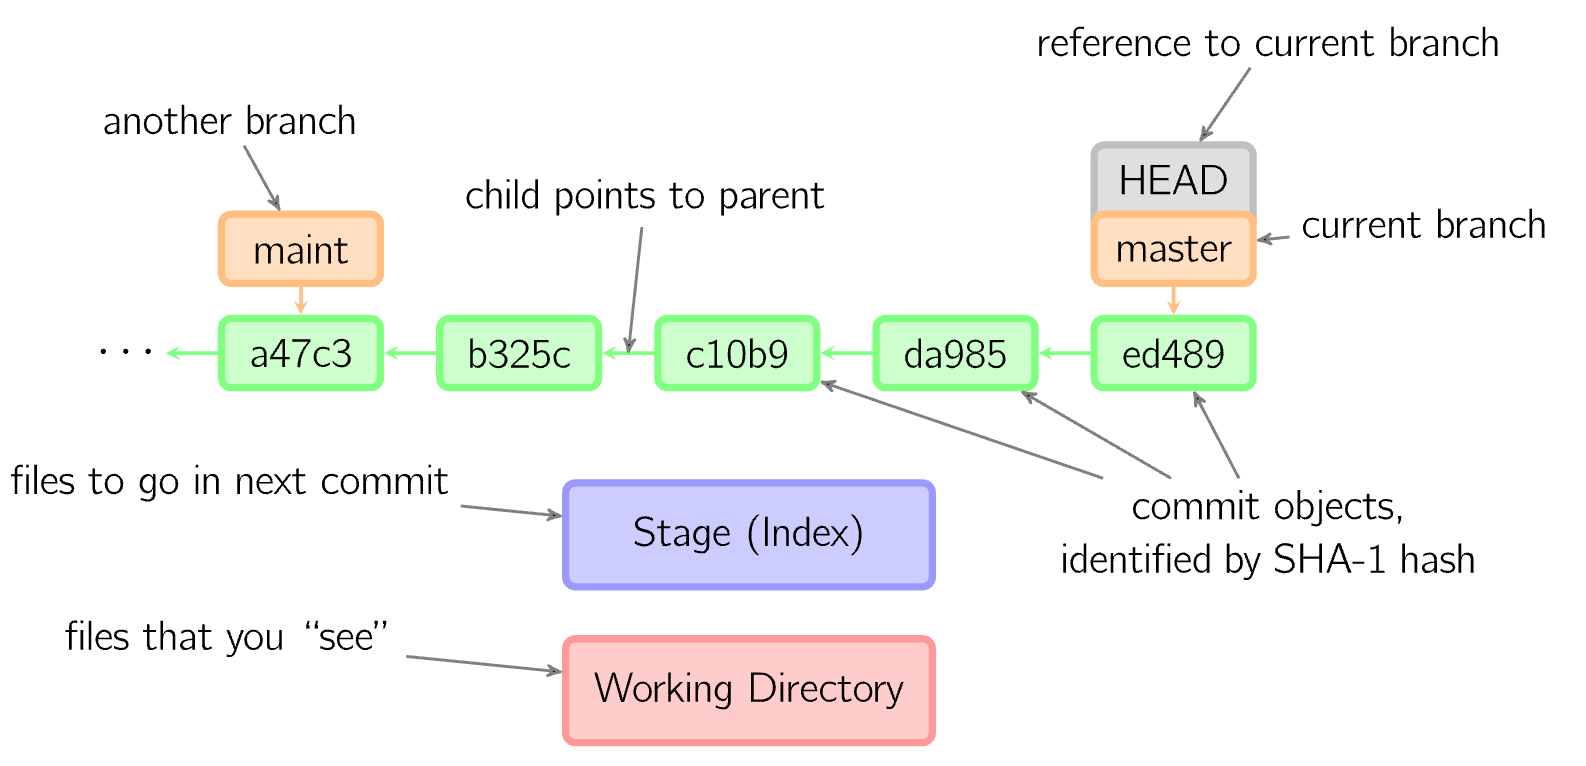 reference to current branch
another branch
HEAD
child points to parent
current branch
maint
master
· · ·
a47c3
b325c
c10b9
da985
ed489
files to go in next commit
commit objects,
identified by SHA-1 hash
Stage (Index)
files that you “see”
Working Directory